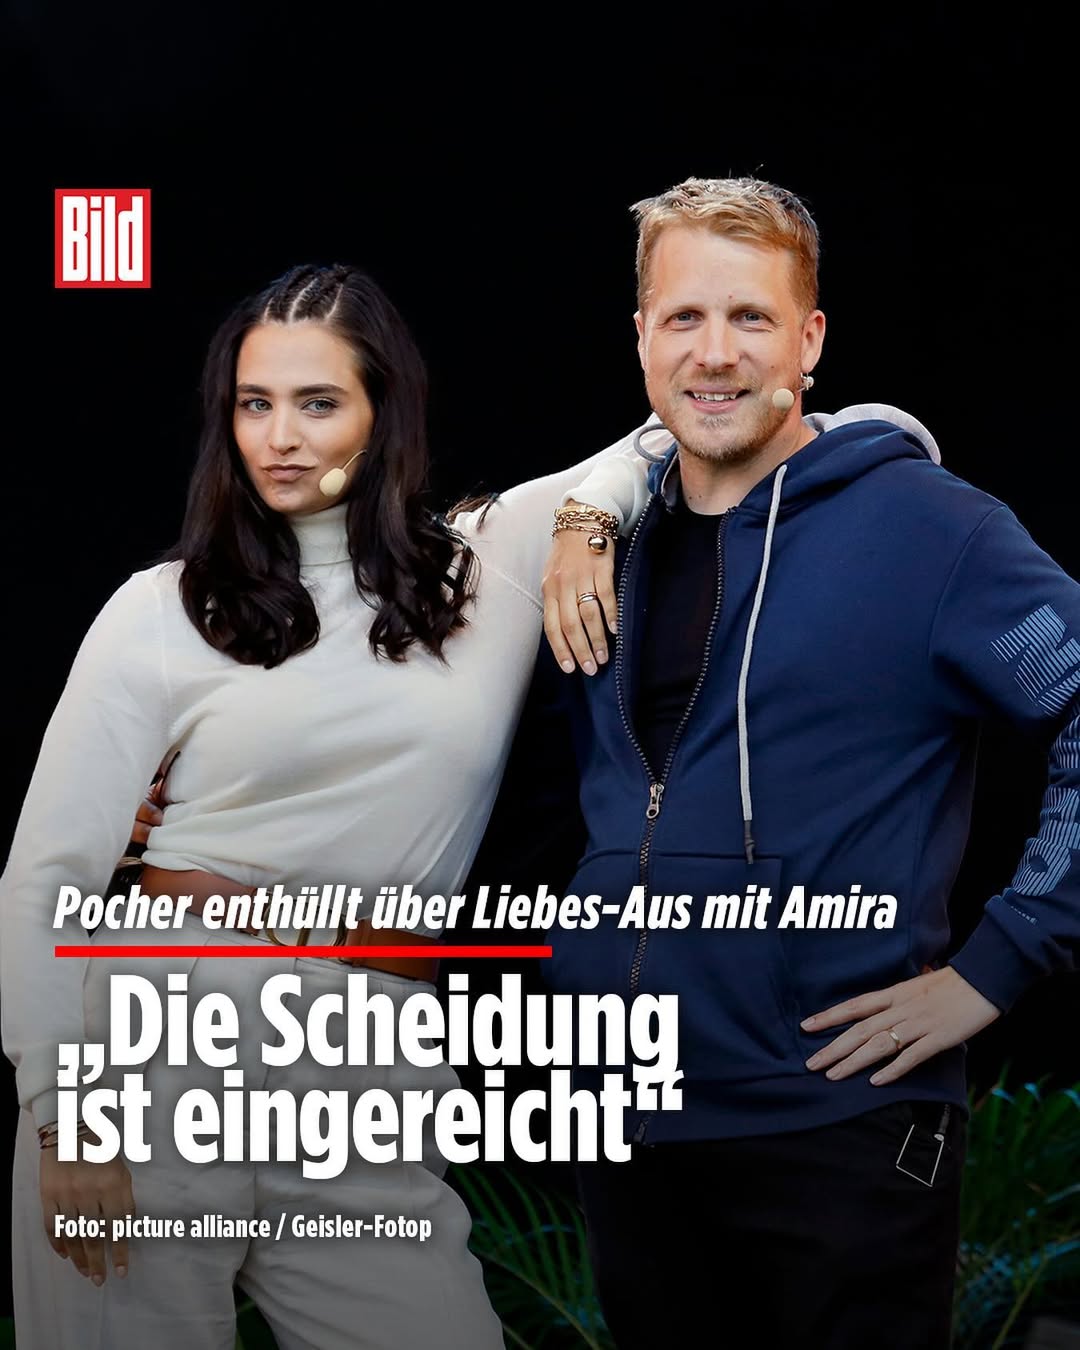 Bild
Pocher enthüllt über Liebes-Aus mit Amira
„Die Scheidung
ist eingereicht“
Foto: picture alliance / Geisler-Fotop